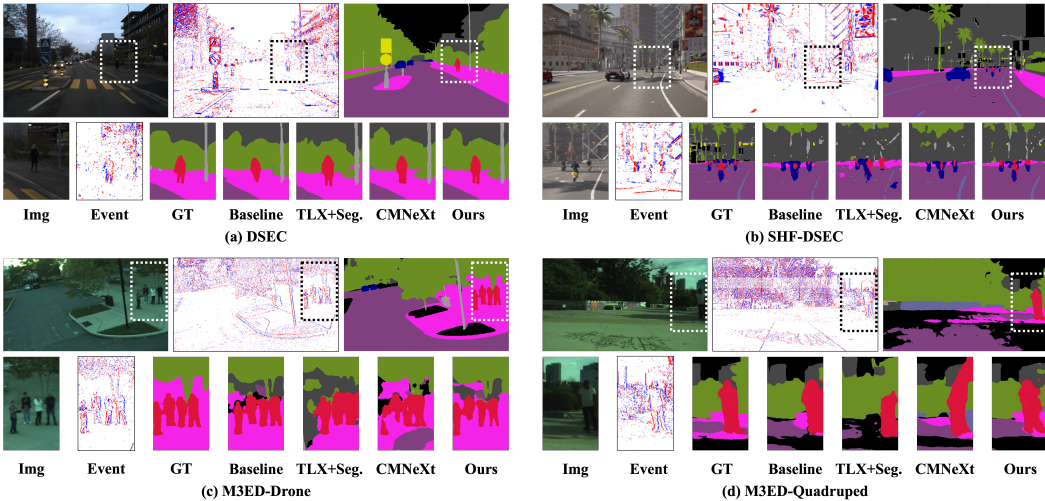 Img Event GT Baseline TLX+Seg. CMNeXt Ours
(a) DSEC
Img Event GT Baseline TLX+Seg. CMNeXt Ours
(b) SHF-DSEC
Img Event GT Baseline TLX+Seg. CMNeXt Ours
(c) M3ED-Drone
Img Event GT Baseline TLX+Seg. CMNeXt Ours
(d) M3ED-Quadruped